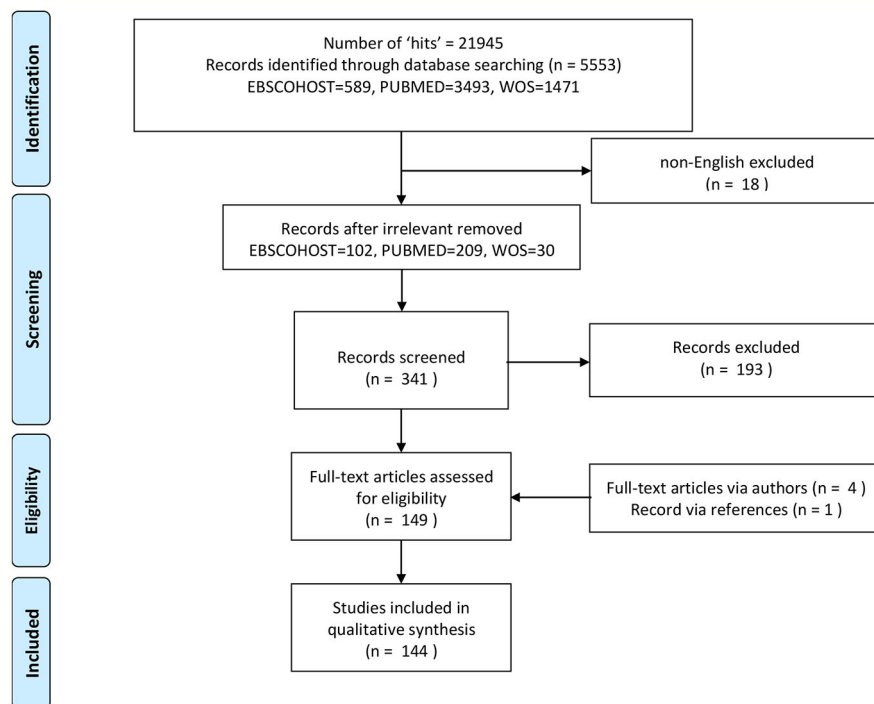 Identification
Number of ‘hits’ = 21945
Records identified through database searching (n = 5553)
EBSCOHOST=589, PUBMED=3493, WOS=1471
non-English excluded
(n = 18 )
Screening
Records after irrelevant removed
EBSCOHOST=102, PUBMED=209, WOS=30
Records screened
(n = 341 )
Records excluded
(n = 193 )
Eligibility
Full-text articles assessed
for eligibility
(n = 149 )
Full-text articles via authors (n = 4 )
Record via references (n = 1 )
Included
Studies included in
qualitative synthesis
(n = 144 )